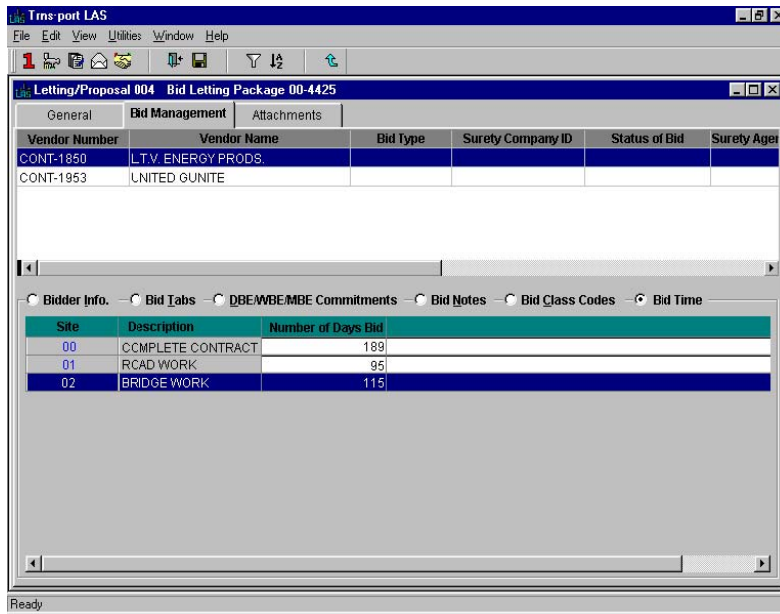 Trns·port LAS
File Edit View Utilities Window Help
Letting/Proposal 004 Bid Letting Package 00-4425
General Bid Management Attachments
Vendor Number Vendor Name Bid Type Surety Company ID Status of Bid Surety Ager
CONT-1850 L.T.V. ENERGY PRODS.
CONT-1953 UNITED GUNITE
Bidder Info. Bid Tabs DBE/WBE/MBE Commitments Bid Notes Bid Class Codes Bid Time
Site Description Number of Days Bid
00 COMPLETE CONTRACT 189
01 ROAD WORK 95
02 BRIDGE WORK 115
Ready